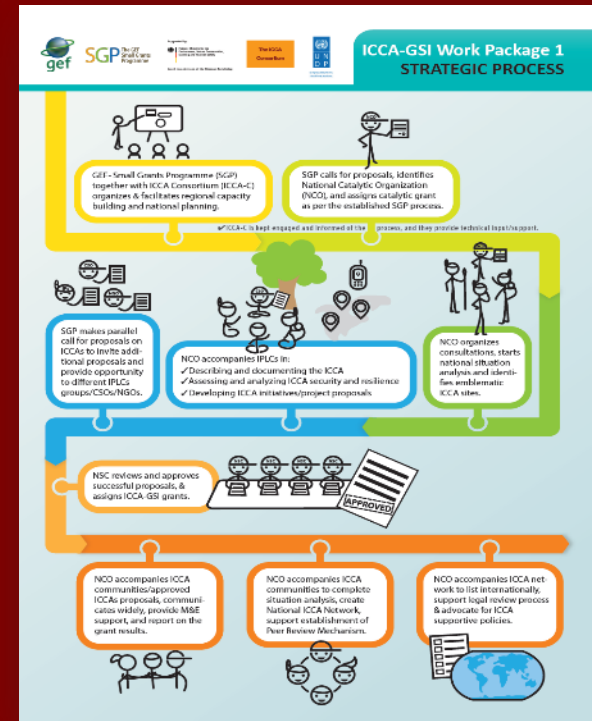 gef
SGP The GEF
Small Grants
Programme
The ICCA
Consortium
U N
D P
ICCA-GSI Work Package 1
STRATEGIC PROCESS
GEF - Small Grants Programme (SGP)
together with ICCA Consortium (ICCA-C)
organizes & facilitates regional capacity
building and national planning.
SGP calls for proposals, identifies
National Catalytic Organization
(NCO), and assigns catalytic grant
as per the established SGP process.
✔ICCA-C is kept engaged and informed of the process, and they provide technical input/support.
SGP makes parallel
call for proposals on
ICCAs to invite addi-
tional proposals and
provide opportunity
to different IPLCs
groups/CSOs/NGOs.
NCO accompanies IPLCs in:
✓Describing and documenting the ICCA
✓Assessing and analyzing ICCA security and resilience
✓Developing ICCA initiatives/project proposals
NCO organizes
consultations, starts
national situation
analysis and identi-
fies emblematic
ICCA sites.
NSC reviews and approves
successful proposals, &
assigns ICCA-GSI grants.
NSC NSC NSC NSC
APPROVED
NCO accompanies ICCA
communities/approved
ICCAs proposals, communi-
cates widely, provide M&E
support, and report on the
grant results.
NCO accompanies ICCA
communities to complete
situation analysis, create
National ICCA Network,
support establishment of
Peer Review Mechanism.
NCO accompanies ICCA net-
work to list internationally,
support legal review process
& advocate for ICCA
supportive policies.